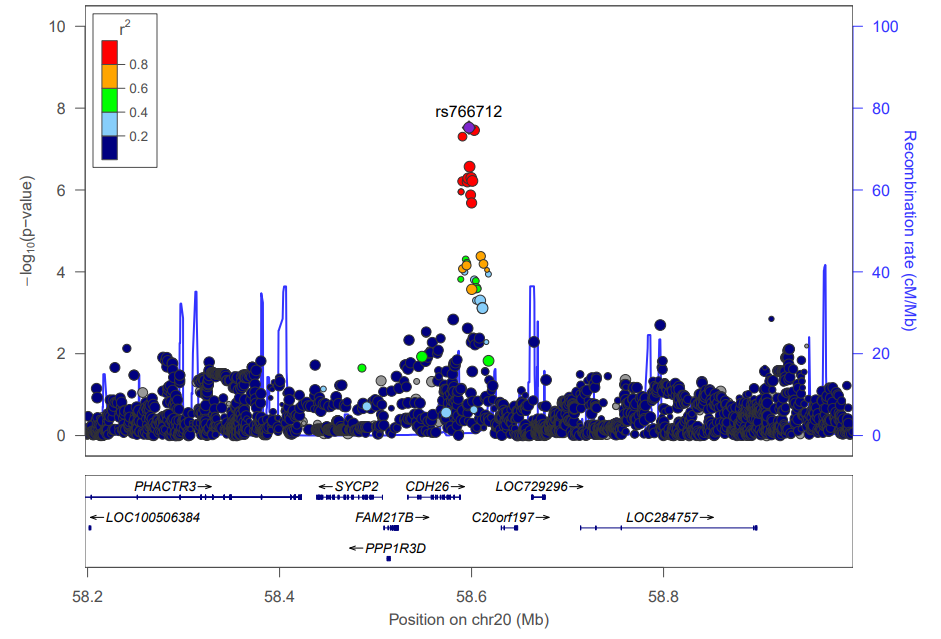 r2
0.8
0.6
0.4
0.2
rs766712
10
8
6
4
2
0
−log10(p−value)
100
80
60
40
20
0
Recombination rate (cM/Mb)
PHACTR3→
←SYCP2
CDH26→
LOC729296→
←LOC100506384
FAM217B→
C20orf197→
LOC284757→
←PPP1R3D
58.2
58.4
58.6
58.8
Position on chr20 (Mb)